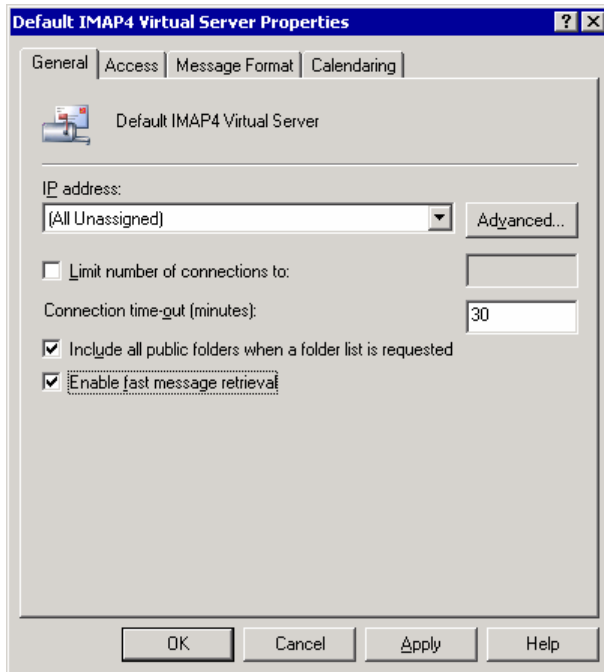 Default IMAP4 Virtual Server Properties
General Access Message Format Calendaring
Default IMAP4 Virtual Server
IP address:
(All Unassigned) Advanced...
Limit number of connections to:
Connection time-out (minutes): 30
Include all public folders when a folder list is requested
Enable fast message retrieval
OK Cancel Apply Help